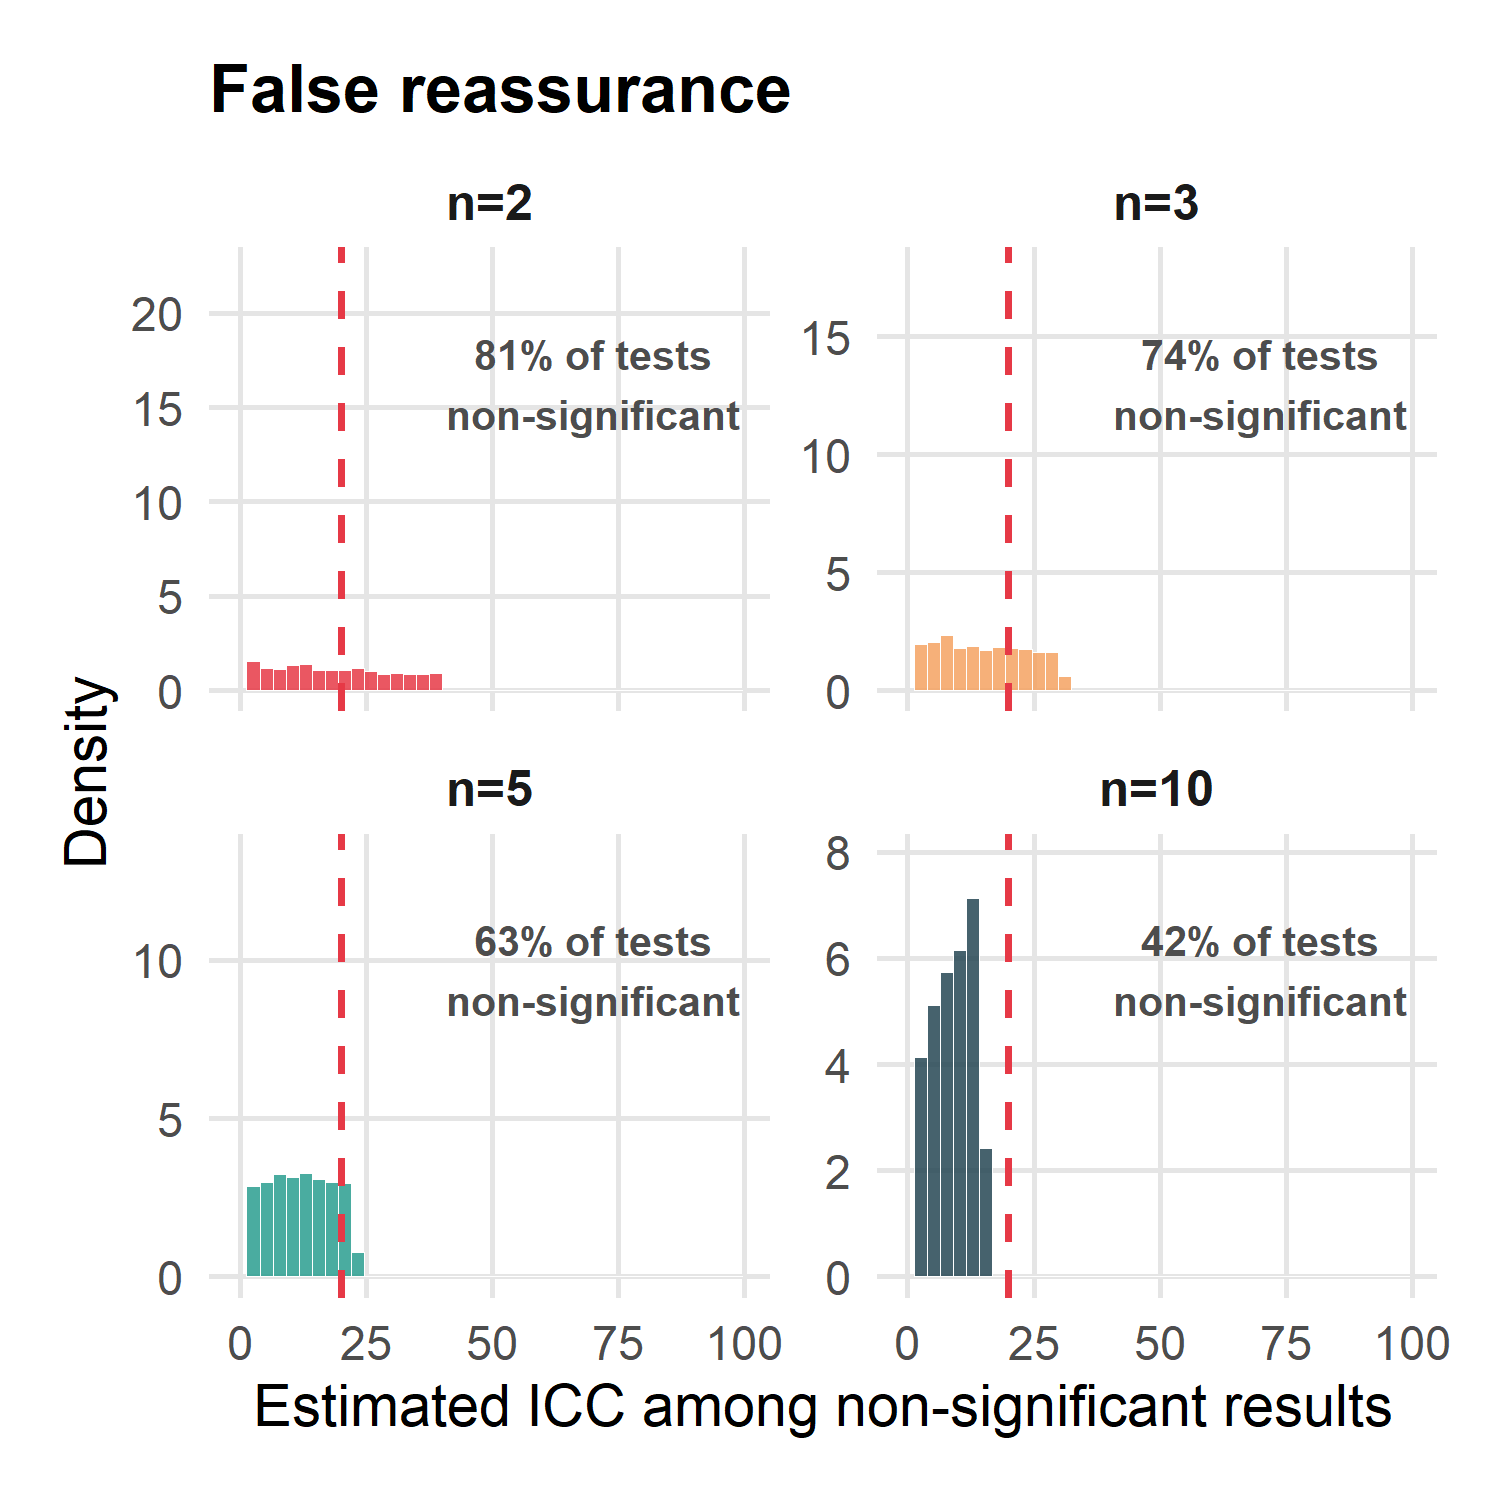 False reassurance
n=2
n=3
20
15
10
5
0
81% of tests
non-significant
15
10
5
0
74% of tests
non-significant
Density
n=5
n=10
10
5
0
63% of tests
non-significant
8
6
4
2
0
42% of tests
non-significant
0 25 50 75 100
0 25 50 75 100
Estimated ICC among non-significant results